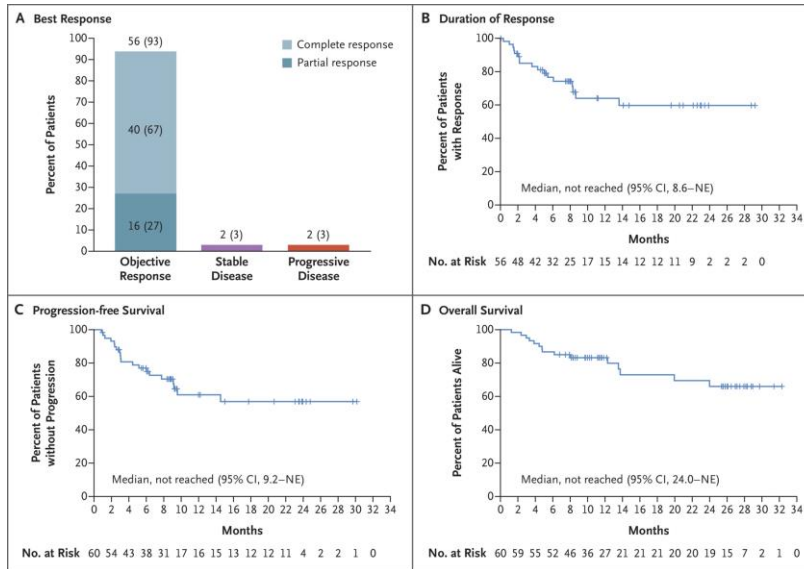 A Best Response
56 (93)
100
90
80
70
60
50
40
30
20
10
0
Percent of Patients
40 (67)
16 (27)
2 (3)
2 (3)
Complete response
Partial response
Objective
Response
Stable
Disease
Progressive
Disease
B Duration of Response
100
80
60
40
20
0
Percent of Patients
with Response
Median, not reached (95% CI, 8.6–NE)
0 2 4 6 8 10 12 14 16 18 20 22 24 26 28 30 32 34
Months
No. at Risk 56 48 42 32 25 17 15 14 12 12 11 9 2 2 2 0
C Progression-free Survival
100
80
60
40
20
0
Percent of Patients
without Progression
Median, not reached (95% CI, 9.2–NE)
0 2 4 6 8 10 12 14 16 18 20 22 24 26 28 30 32 34
Months
No. at Risk 60 54 43 38 31 17 16 15 13 12 12 11 4 2 2 1 0
D Overall Survival
100
80
60
40
20
0
Percent of Patients Alive
Median, not reached (95% CI, 24.0–NE)
0 2 4 6 8 10 12 14 16 18 20 22 24 26 28 30 32 34
Months
No. at Risk 60 59 55 52 46 36 27 21 21 21 20 20 19 15 7 2 1 0